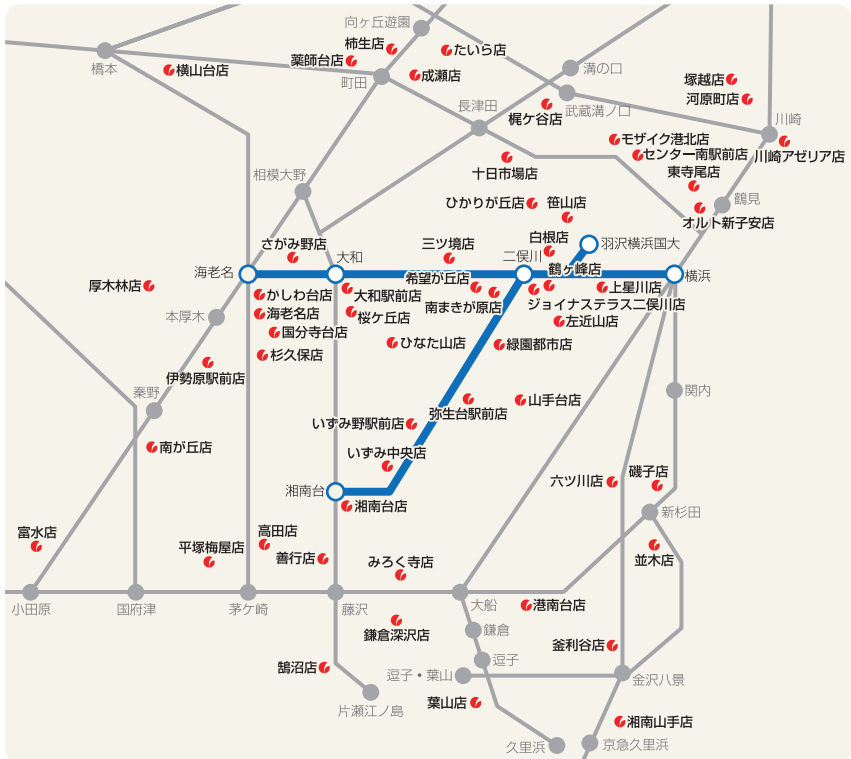 向ヶ丘遊園
柿生店
たいら店
橋本
横山台店
薬師台店
町田
成瀬店
溝の口
塚越店
河原町店
長津田
梶ケ谷店
武蔵溝ノ口
川崎
モザイク港北店
センター南駅前店
川崎アゼリア店
十日市場店
東寺尾店
相模大野
ひかりが丘店
笹山店
鶴見
オルト新子安店
さがみ野店
大和
三ツ境店
二俣川
白根店
羽沢横浜国大
海老名
希望が丘店
鶴ヶ峰店
横浜
厚木林店
かしわ台店
大和駅前店
南まきが原店
上星川店
ジョイナステラス二俣川店
本厚木
海老名店
桜ケ丘店
左近山店
国分寺台店
ひなた山店
緑園都市店
杉久保店
伊勢原駅前店
秦野
弥生台駅前店
山手台店
関内
いずみ野駅前店
南が丘店
いずみ中央店
磯子店
六ツ川店
湘南台
湘南台店
新杉田
富水店
高田店
平塚梅屋店
善行店
みろく寺店
並木店
小田原
国府津
茅ケ崎
藤沢
大船
港南台店
鎌倉深沢店
鎌倉
釜利谷店
鵠沼店
逗子
逗子・葉山
金沢八景
葉山店
片瀬江ノ島
湘南山手店
久里浜
京急久里浜